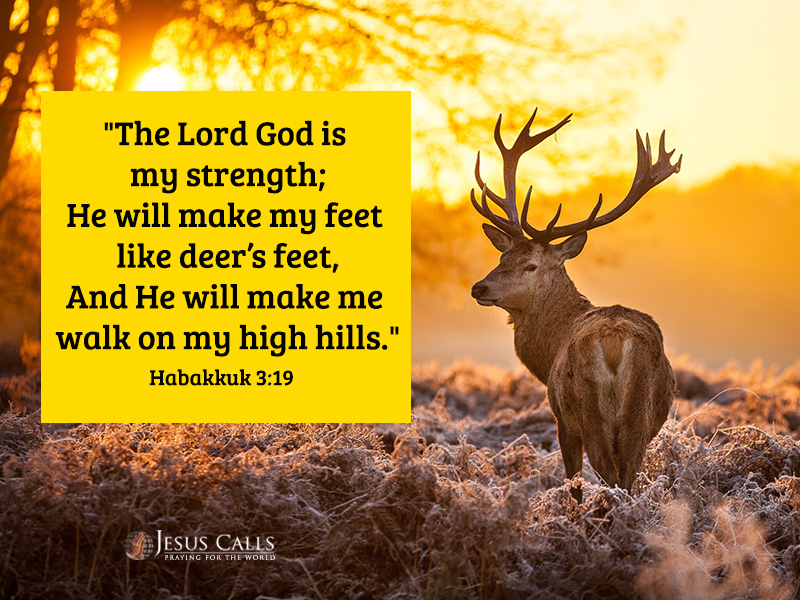 "The Lord God is
my strength;
He will make my feet
like deer’s feet,
And He will make me
walk on my high hills."
Habakkuk 3:19
JESUS CALLS
PRAYING FOR THE WORLD